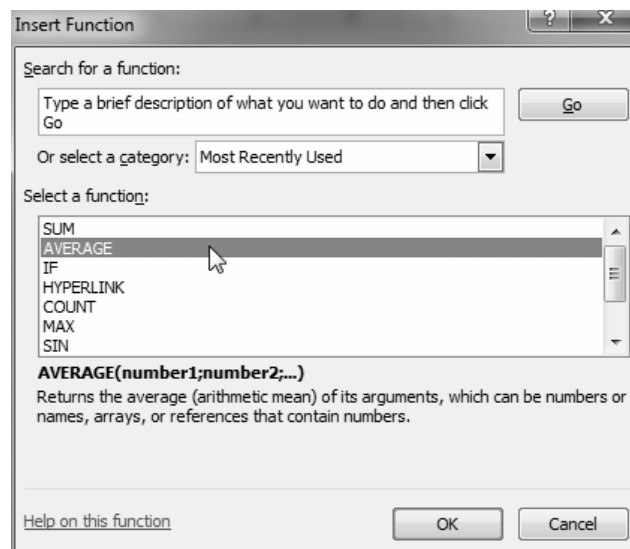 Insert Function
? X
Search for a function:
Type a brief description of what you want to do and then click
Go
Go
Or select a category: Most Recently Used
Select a function:
SUM
AVERAGE
IF
HYPERLINK
COUNT
MAX
SIN
AVERAGE(number1;number2;...)
Returns the average (arithmetic mean) of its arguments, which can be numbers or
names, arrays, or references that contain numbers.
Help on this function
OK
Cancel